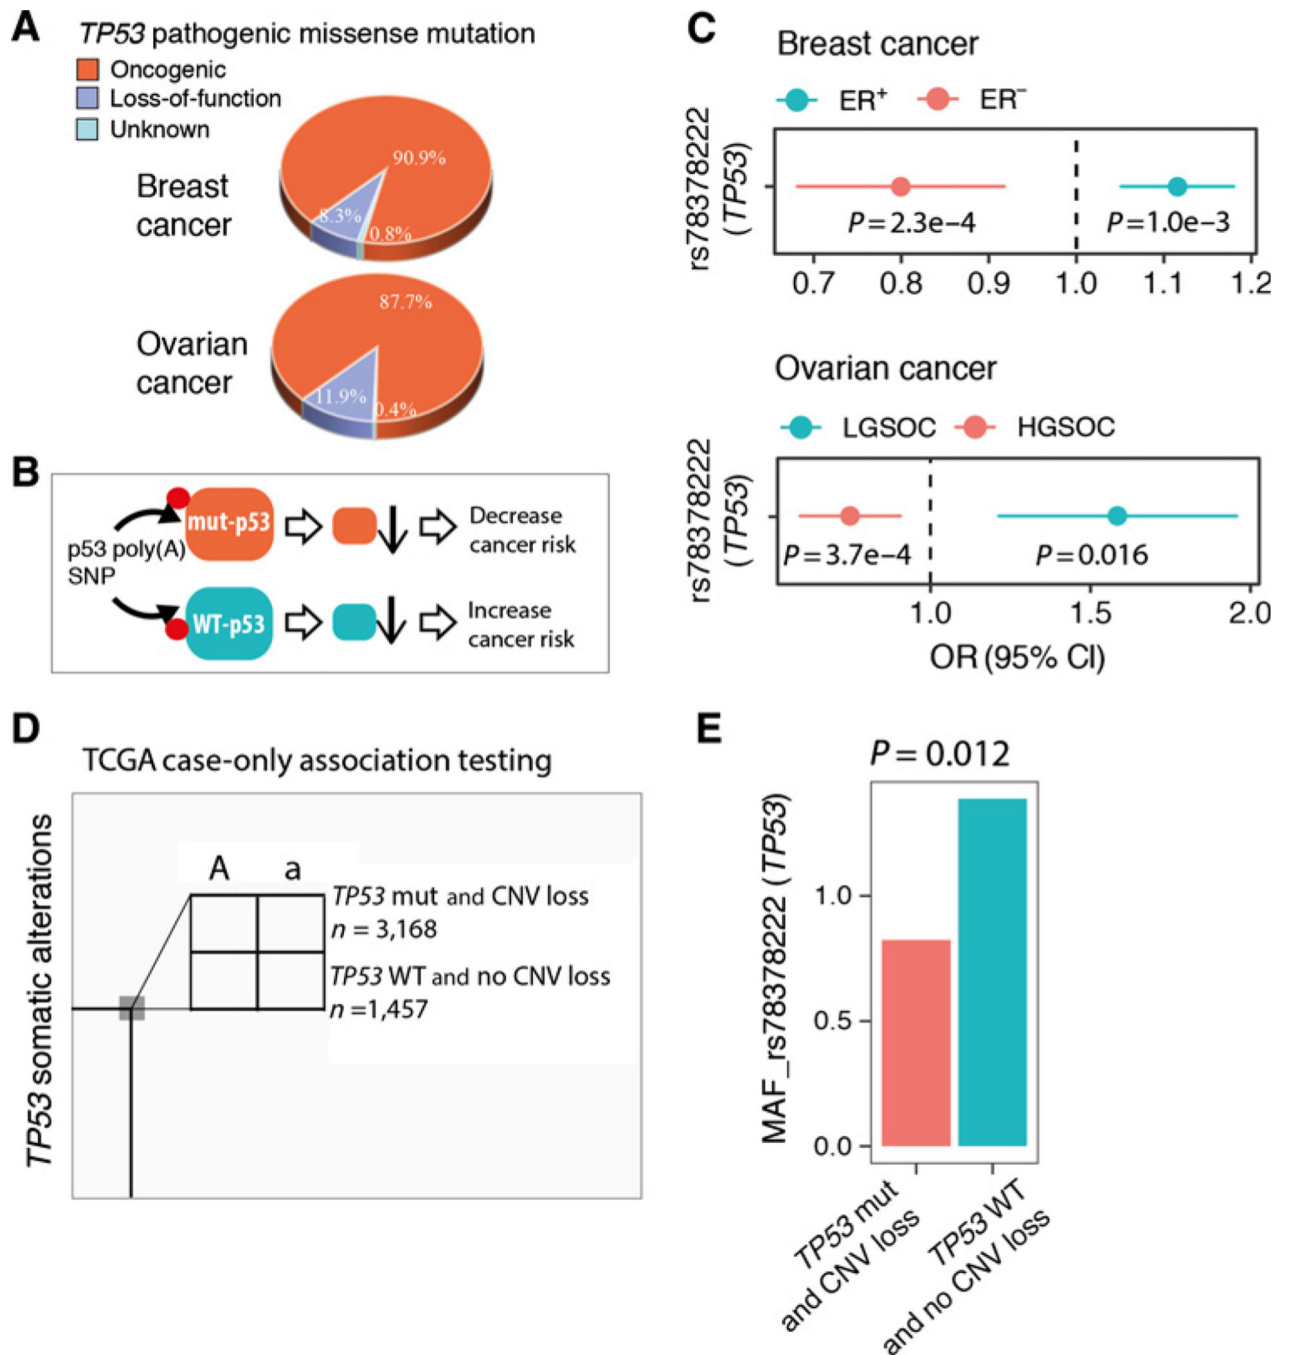 A
TP53 pathogenic missense mutation
Oncogenic
Loss-of-function
Unknown
Breast
cancer
90.9%
8.3%
0.8%
Ovarian
cancer
87.7%
11.9%
0.4%
B
p53 poly(A)
SNP
mut-p53
Decrease
cancer risk
WT-p53
Increase
cancer risk
C
Breast cancer
ER+ ER−
rs78378222
(TP53)
P = 2.3e−4
P = 1.0e−3
0.7 0.8 0.9 1.0 1.1 1.2
Ovarian cancer
LGSOC HGSOC
rs78378222
(TP53)
P = 3.7e−4
P = 0.016
1.0 1.5 2.0
OR (95% CI)
D
TCGA case-only association testing
TP53 somatic alterations
A a
TP53 mut and CNV loss
n = 3,168
TP53 WT and no CNV loss
n =1,457
E
P = 0.012
MAF_rs78378222 (TP53)
1.0
0.5
0.0
TP53 mut
and CNV loss
TP53 WT
and no CNV loss